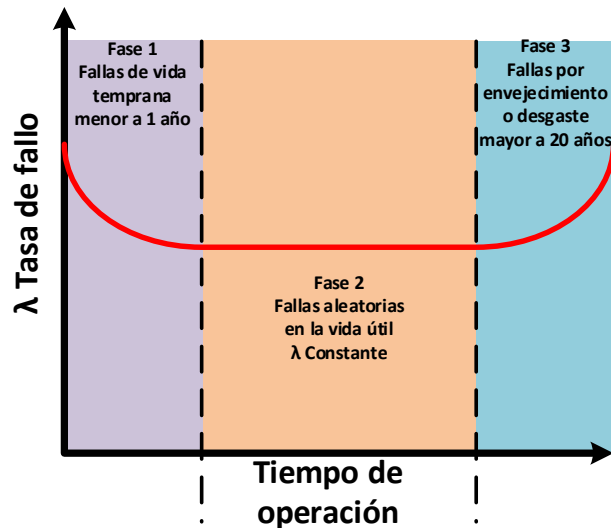 λ Tasa de fallo
Fase 1
Fallas de vida
temprana
menor a 1 año
Fase 2
Fallas aleatorias
en la vida útil
λ Constante
Fase 3
Fallas por
envejecimiento
o desgaste
mayor a 20 años
Tiempo de
operación